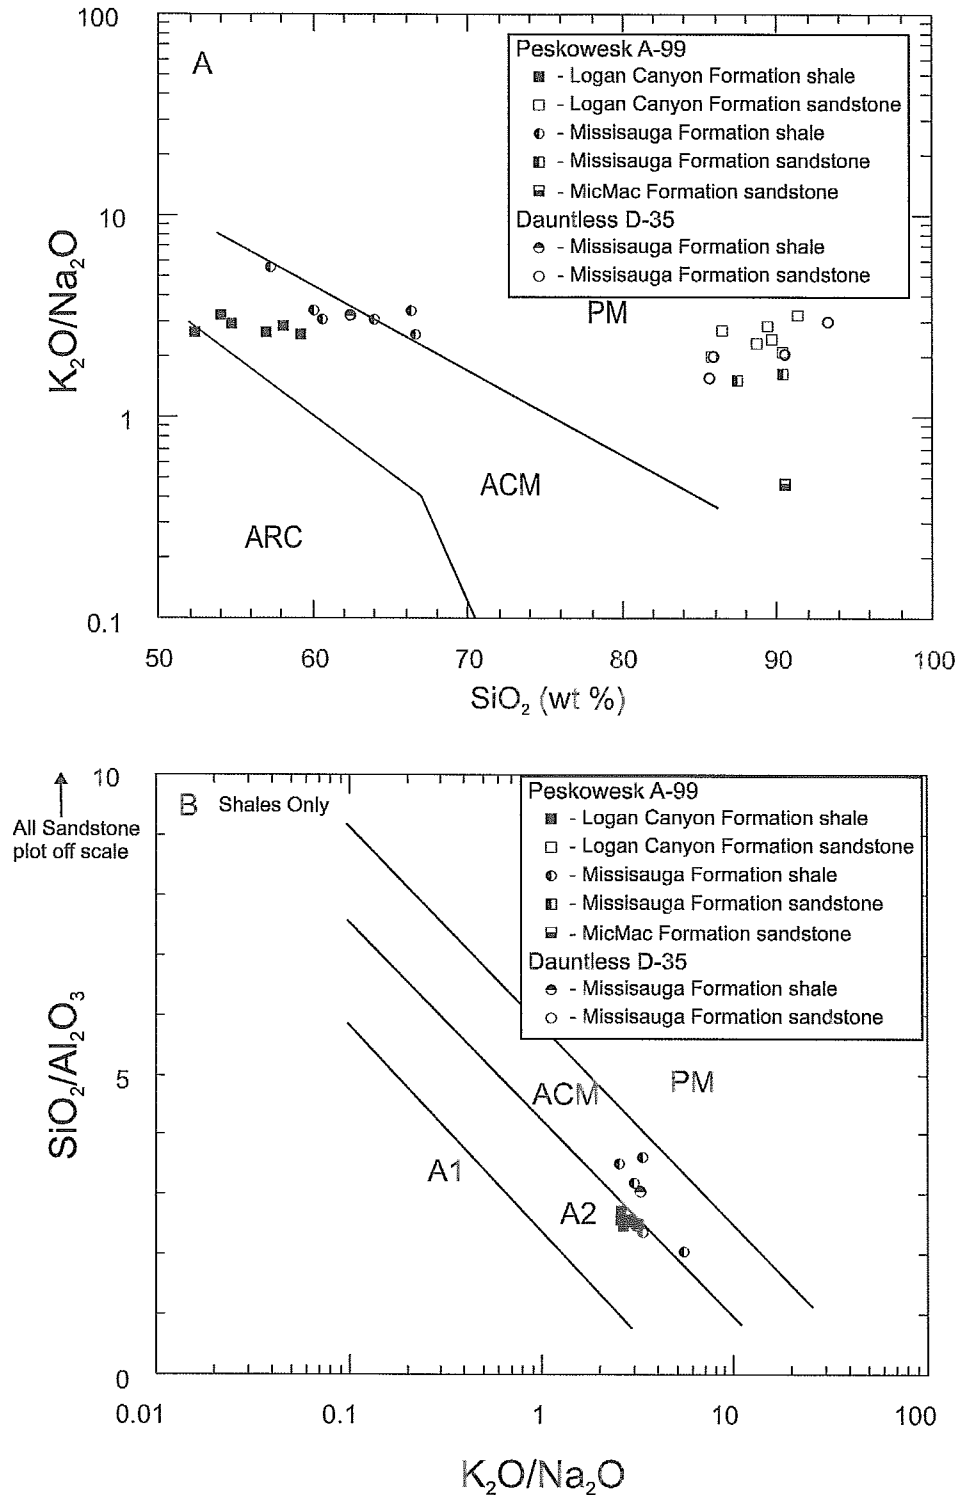 100
A
Peskowesk A-99
- Logan Canyon Formation shale
- Logan Canyon Formation sandstone
- Missisauga Formation shale
- Missisauga Formation sandstone
- MicMac Formation sandstone
Dauntless D-35
- Missisauga Formation shale
- Missisauga Formation sandstone
10
K₂O/Na₂O
PM
1
ACM
ARC
0.1
50 60 70 80 90 100
SiO₂ (wt %)
10
B Shales Only
All Sandstone
plot off scale
Peskowesk A-99
- Logan Canyon Formation shale
- Logan Canyon Formation sandstone
- Missisauga Formation shale
- Missisauga Formation sandstone
- MicMac Formation sandstone
Dauntless D-35
- Missisauga Formation shale
- Missisauga Formation sandstone
SiO₂/Al₂O₃
5
ACM PM
A1
A2
0
0.01 0.1 1 10 100
K₂O/Na₂O